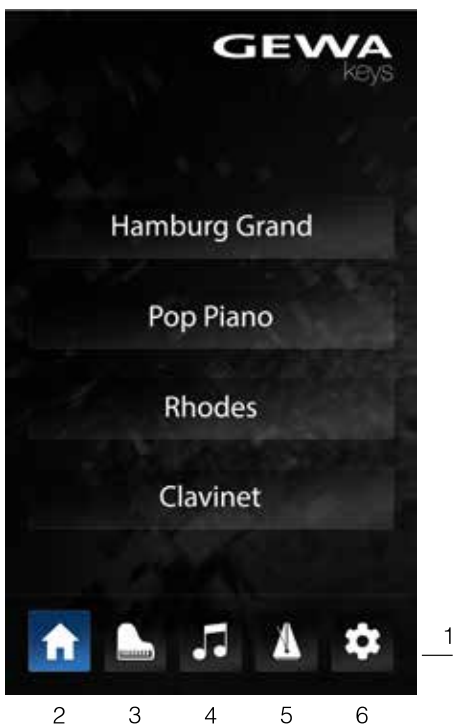 GEWA
keys
Hamburg Grand
Pop Piano
Rhodes
Clavinet
1
2 3 4 5 6